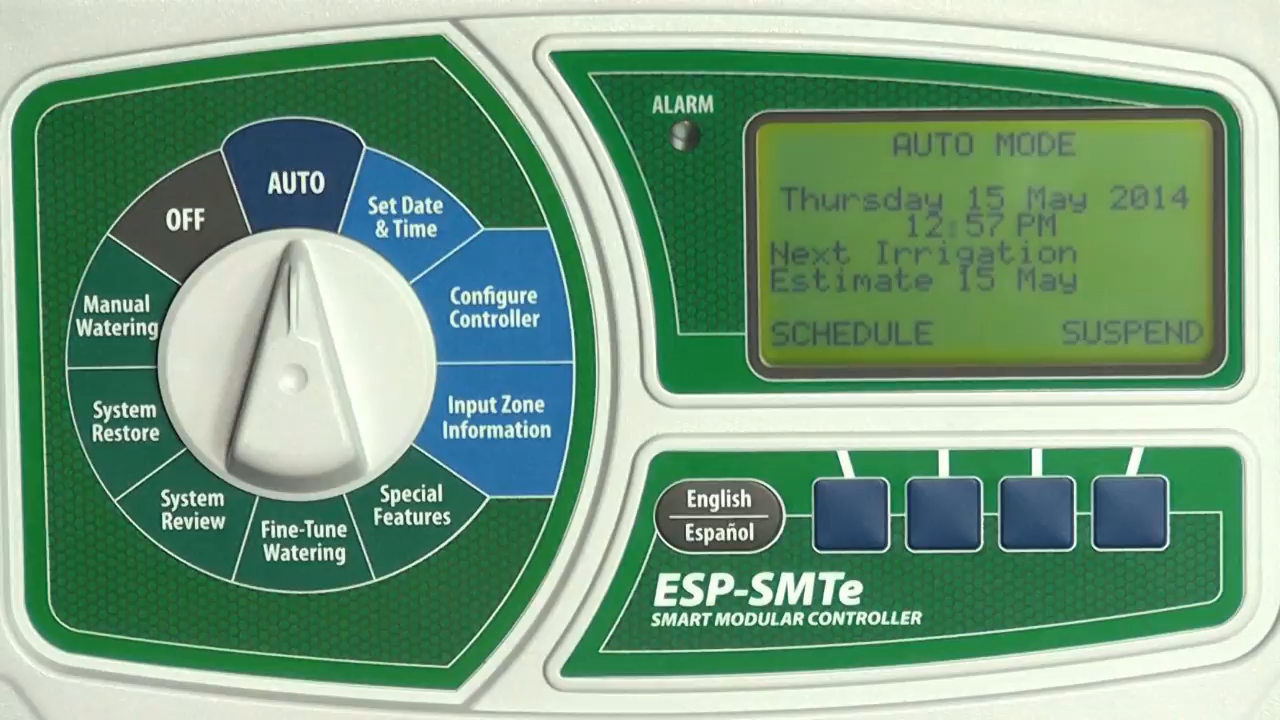 AUTO
OFF
Set Date
& Time
Configure
Controller
Input Zone
Information
Special
Features
Fine-Tune
Watering
System
Review
System
Restore
Manual
Watering
ALARM
AUTO MODE
Thursday 15 May 2014
12:57 PM
Next Irrigation
Estimate 15 May
SCHEDULE SUSPEND
English
Español
ESP-SMTe
SMART MODULAR CONTROLLER